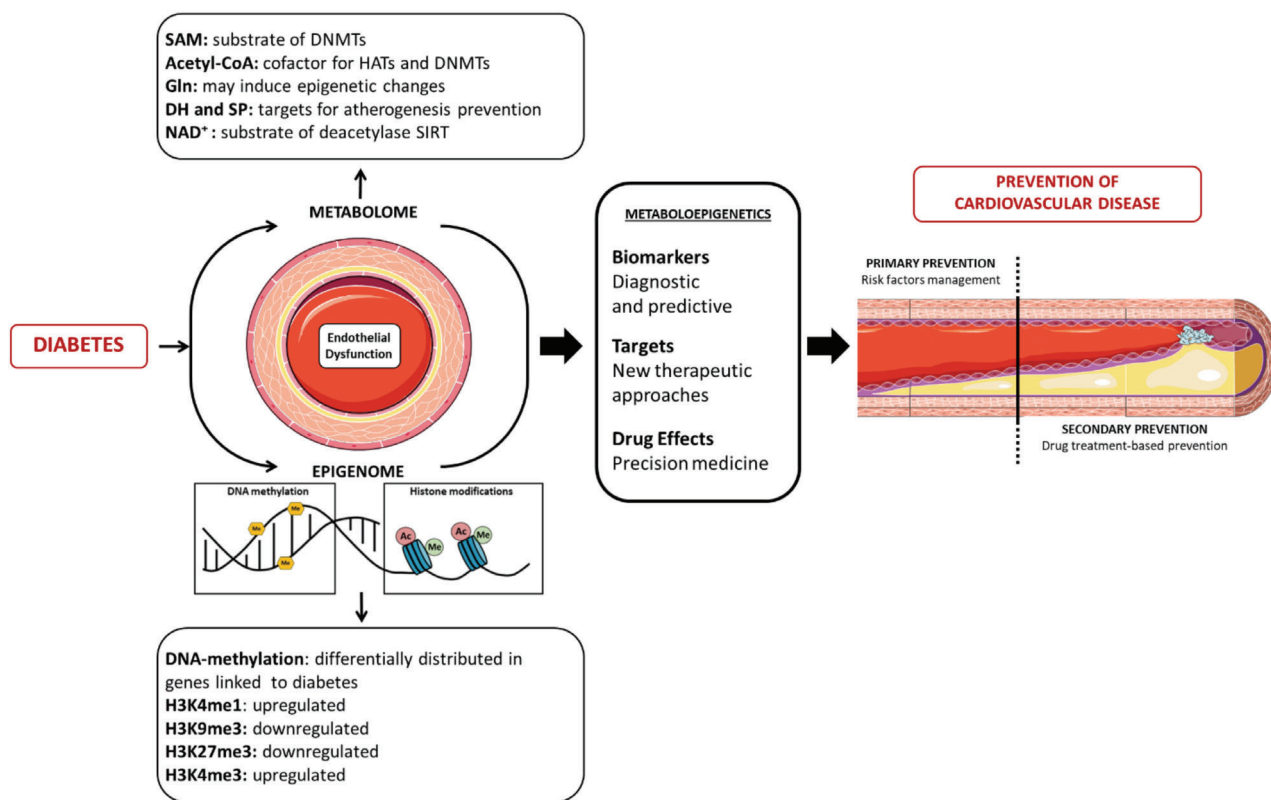 SAM: substrate of DNMTs
Acetyl-CoA: cofactor for HATs and DNMTs
Gln: may induce epigenetic changes
DH and SP: targets for atherogenesis prevention
NAD⁺ : substrate of deacetylase SIRT
METABOLOME
DIABETES
Endothelial
Dysfunction
EPIGENOME
DNA methylation
Me
Me
Me
Histone modifications
Ac
Me
Ac
Me
DNA-methylation: differentially distributed in
genes linked to diabetes
H3K4me1: upregulated
H3K9me3: downregulated
H3K27me3: downregulated
H3K4me3: upregulated
METABOLOEPIGENETICS
Biomarkers
Diagnostic
and predictive
Targets
New therapeutic
approaches
Drug Effects
Precision medicine
PREVENTION OF
CARDIOVASCULAR DISEASE
PRIMARY PREVENTION
Risk factors management
SECONDARY PREVENTION
Drug treatment-based prevention